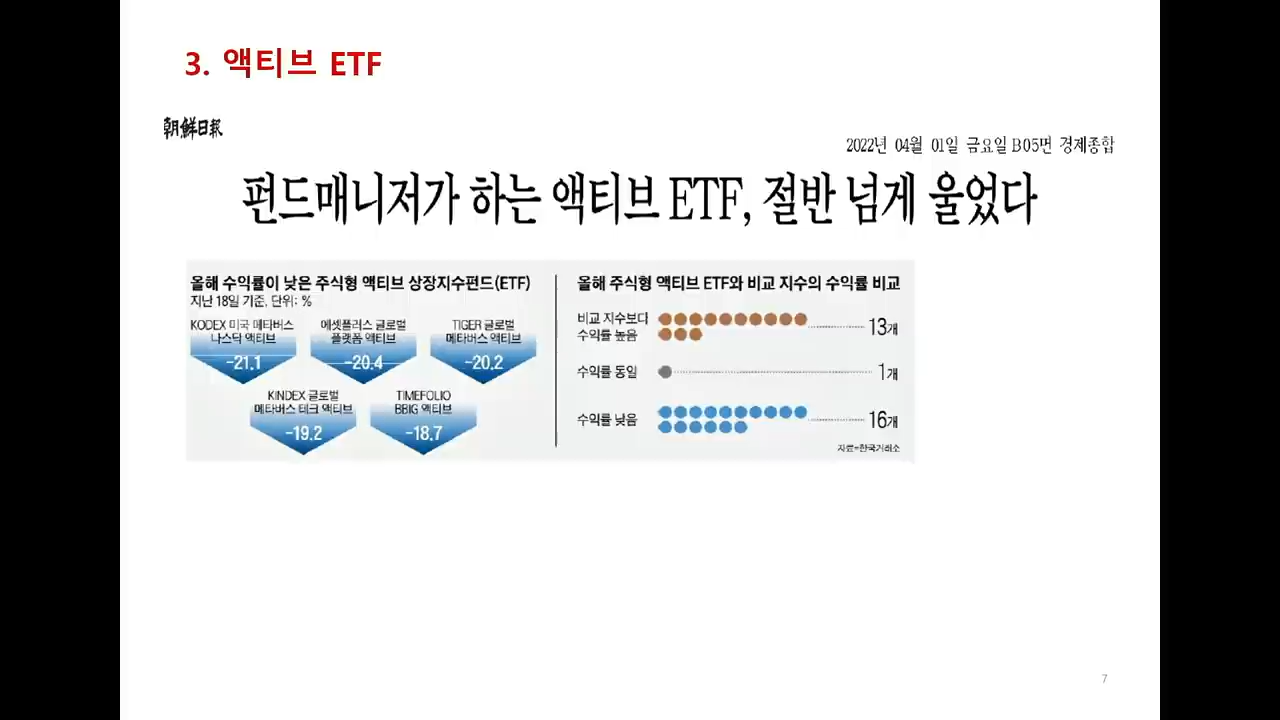 3. 액티브 ETF
朝鮮日報
2022년 04월 01일 금요일 B05면 경제종합
펀드매니저가 하는 액티브 ETF, 절반 넘게 울었다
올해 수익률이 낮은 주식형 액티브 상장지수펀드(ETF)
지난 18일 기준, 단위: %
KODEX 미국 메타버스
나스닥 액티브
-21.1
에셋플러스 글로벌
플랫폼 액티브
-20.4
TIGER 글로벌
메타버스 액티브
-20.2
KINDEX 글로벌
메타버스 테크 액티브
-19.2
TIMEFOLIO
BBIG 액티브
-18.7
올해 주식형 액티브 ETF와 비교 지수의 수익률 비교
비교 지수보다
수익률 높음
13개
수익률 동일
1개
수익률 낮음
16개
자료=한국거래소
7